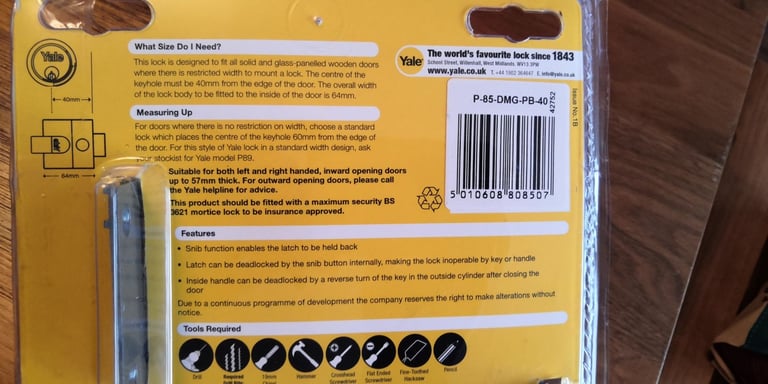 Yale
40mm
64mm
What Size Do I Need?
This lock is designed to fit all solid and glass-panelled wooden doors
where there is restricted width to mount a lock. The centre of the
keyhole must be 40mm from the edge of the door. The overall width
of the lock body to be fitted to the inside of the door is 64mm.
Measuring Up
For doors where there is no restriction on width, choose a standard
lock which places the centre of the keyhole 60mm from the edge of
the door. For this style of Yale lock in a standard width design, ask
your stockist for Yale model P89.
Suitable for both left and right handed, inward opening doors
up to 57mm thick. For outward opening doors, please call
the Yale helpline for advice.
This product should be fitted with a maximum security BS
3621 mortice lock to be insurance approved.
Yale
The world's favourite lock since 1843
School Street, Willenhall, West Midlands, WV13 3PW
www.yale.co.uk T. +44 1902 364647 E. info@yale.co.uk
P-85-DMG-PB-40
42752
5 010608 808507
Issue No.1B
Features
• Snib function enables the latch to be held back
• Latch can be deadlocked by the snib button internally, making the lock inoperable by key or handle
• Inside handle can be deadlocked by a reverse turn of the key in the outside cylinder after closing the
door
Due to a continuous programme of development the company reserves the right to make alterations without
notice.
Tools Required
Drill
Required
Drill Bits:
10mm
Chisel
Hammer
Crosshead
Screwdriver
Flat Ended
Screwdriver
Fine-Toothed
Hacksaw
Pencil